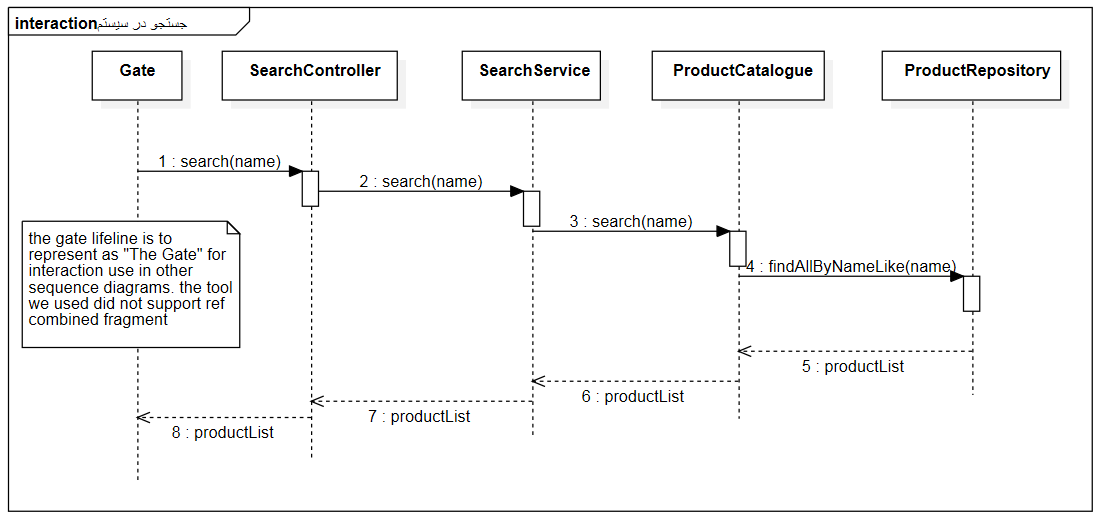 interaction جستجو در سیستم
Gate
SearchController
SearchService
ProductCatalogue
ProductRepository
1 : search(name)
2 : search(name)
3 : search(name)
4 : findAllByNameLike(name)
the gate lifeline is to
represent as "The Gate" for
interaction use in other
sequence diagrams. the tool
we used did not support ref
combined fragment
5 : productList
6 : productList
7 : productList
8 : productList